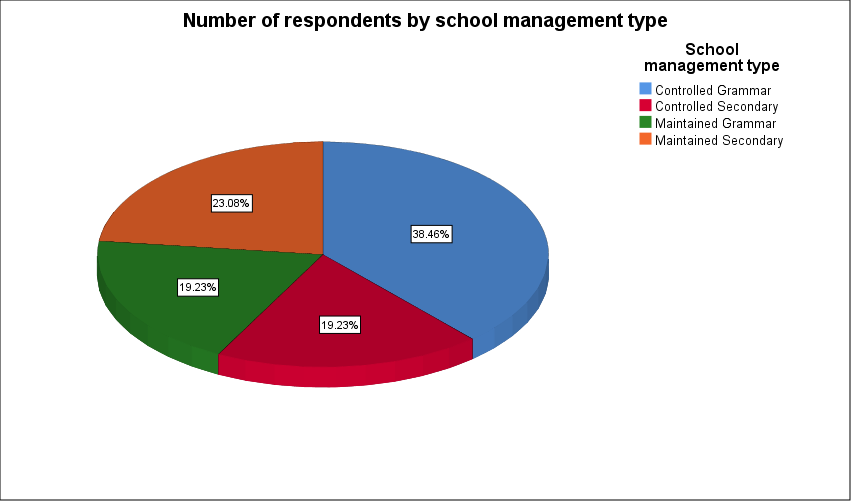 Number of respondents by school management type
School
management type
Controlled Grammar
Controlled Secondary
Maintained Grammar
Maintained Secondary
23.08%
38.46%
19.23%
19.23%